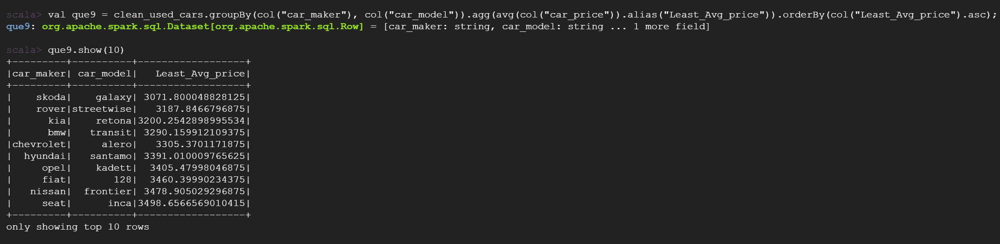 scala> val que9 = clean_used_cars.groupBy(col("car_maker"), col("car_model")).agg(avg(col("car_price")).alias("Least_Avg_price")).orderBy(col("Least_Avg_price").asc);
que9: org.apache.spark.sql.Dataset[org.apache.spark.sql.Row] = [car_maker: string, car_model: string ... 1 more field]

scala> que9.show(10)
+---------+----------+------------------+
|car_maker| car_model|   Least_Avg_price|
+---------+----------+------------------+
|    skoda|    galaxy| 3071.800048828125|
|    rover|streetwise|   3187.8466796875|
|      kia|    retona|3200.2542898995534|
|      bmw|   transit| 3290.159912109375|
|chevrolet|     alero|   3305.3701171875|
|  hyundai|   santamo| 3391.010009765625|
|     opel|    kadett|  3405.47998046875|
|     fiat|       128|  3460.39990234375|
|   nissan|  frontier| 3478.905029296875|
|     seat|      inca|3498.6566569010415|
+---------+----------+------------------+
only showing top 10 rows